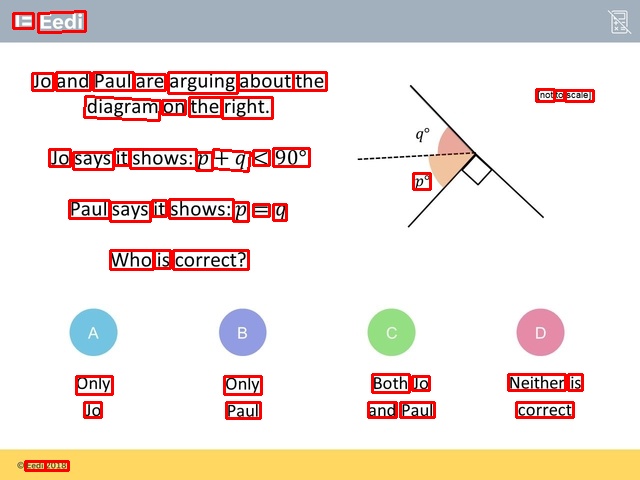 Eedi
Jo and Paul are arguing about the
diagram on the right.
[not to scale]
q°
Jo says it shows: p + q < 90°
p°
Paul says it shows: p = q
Who is correct?
A B C D
Only Only Both Jo Neither is
Jo Paul and Paul correct
© Eedi 2018